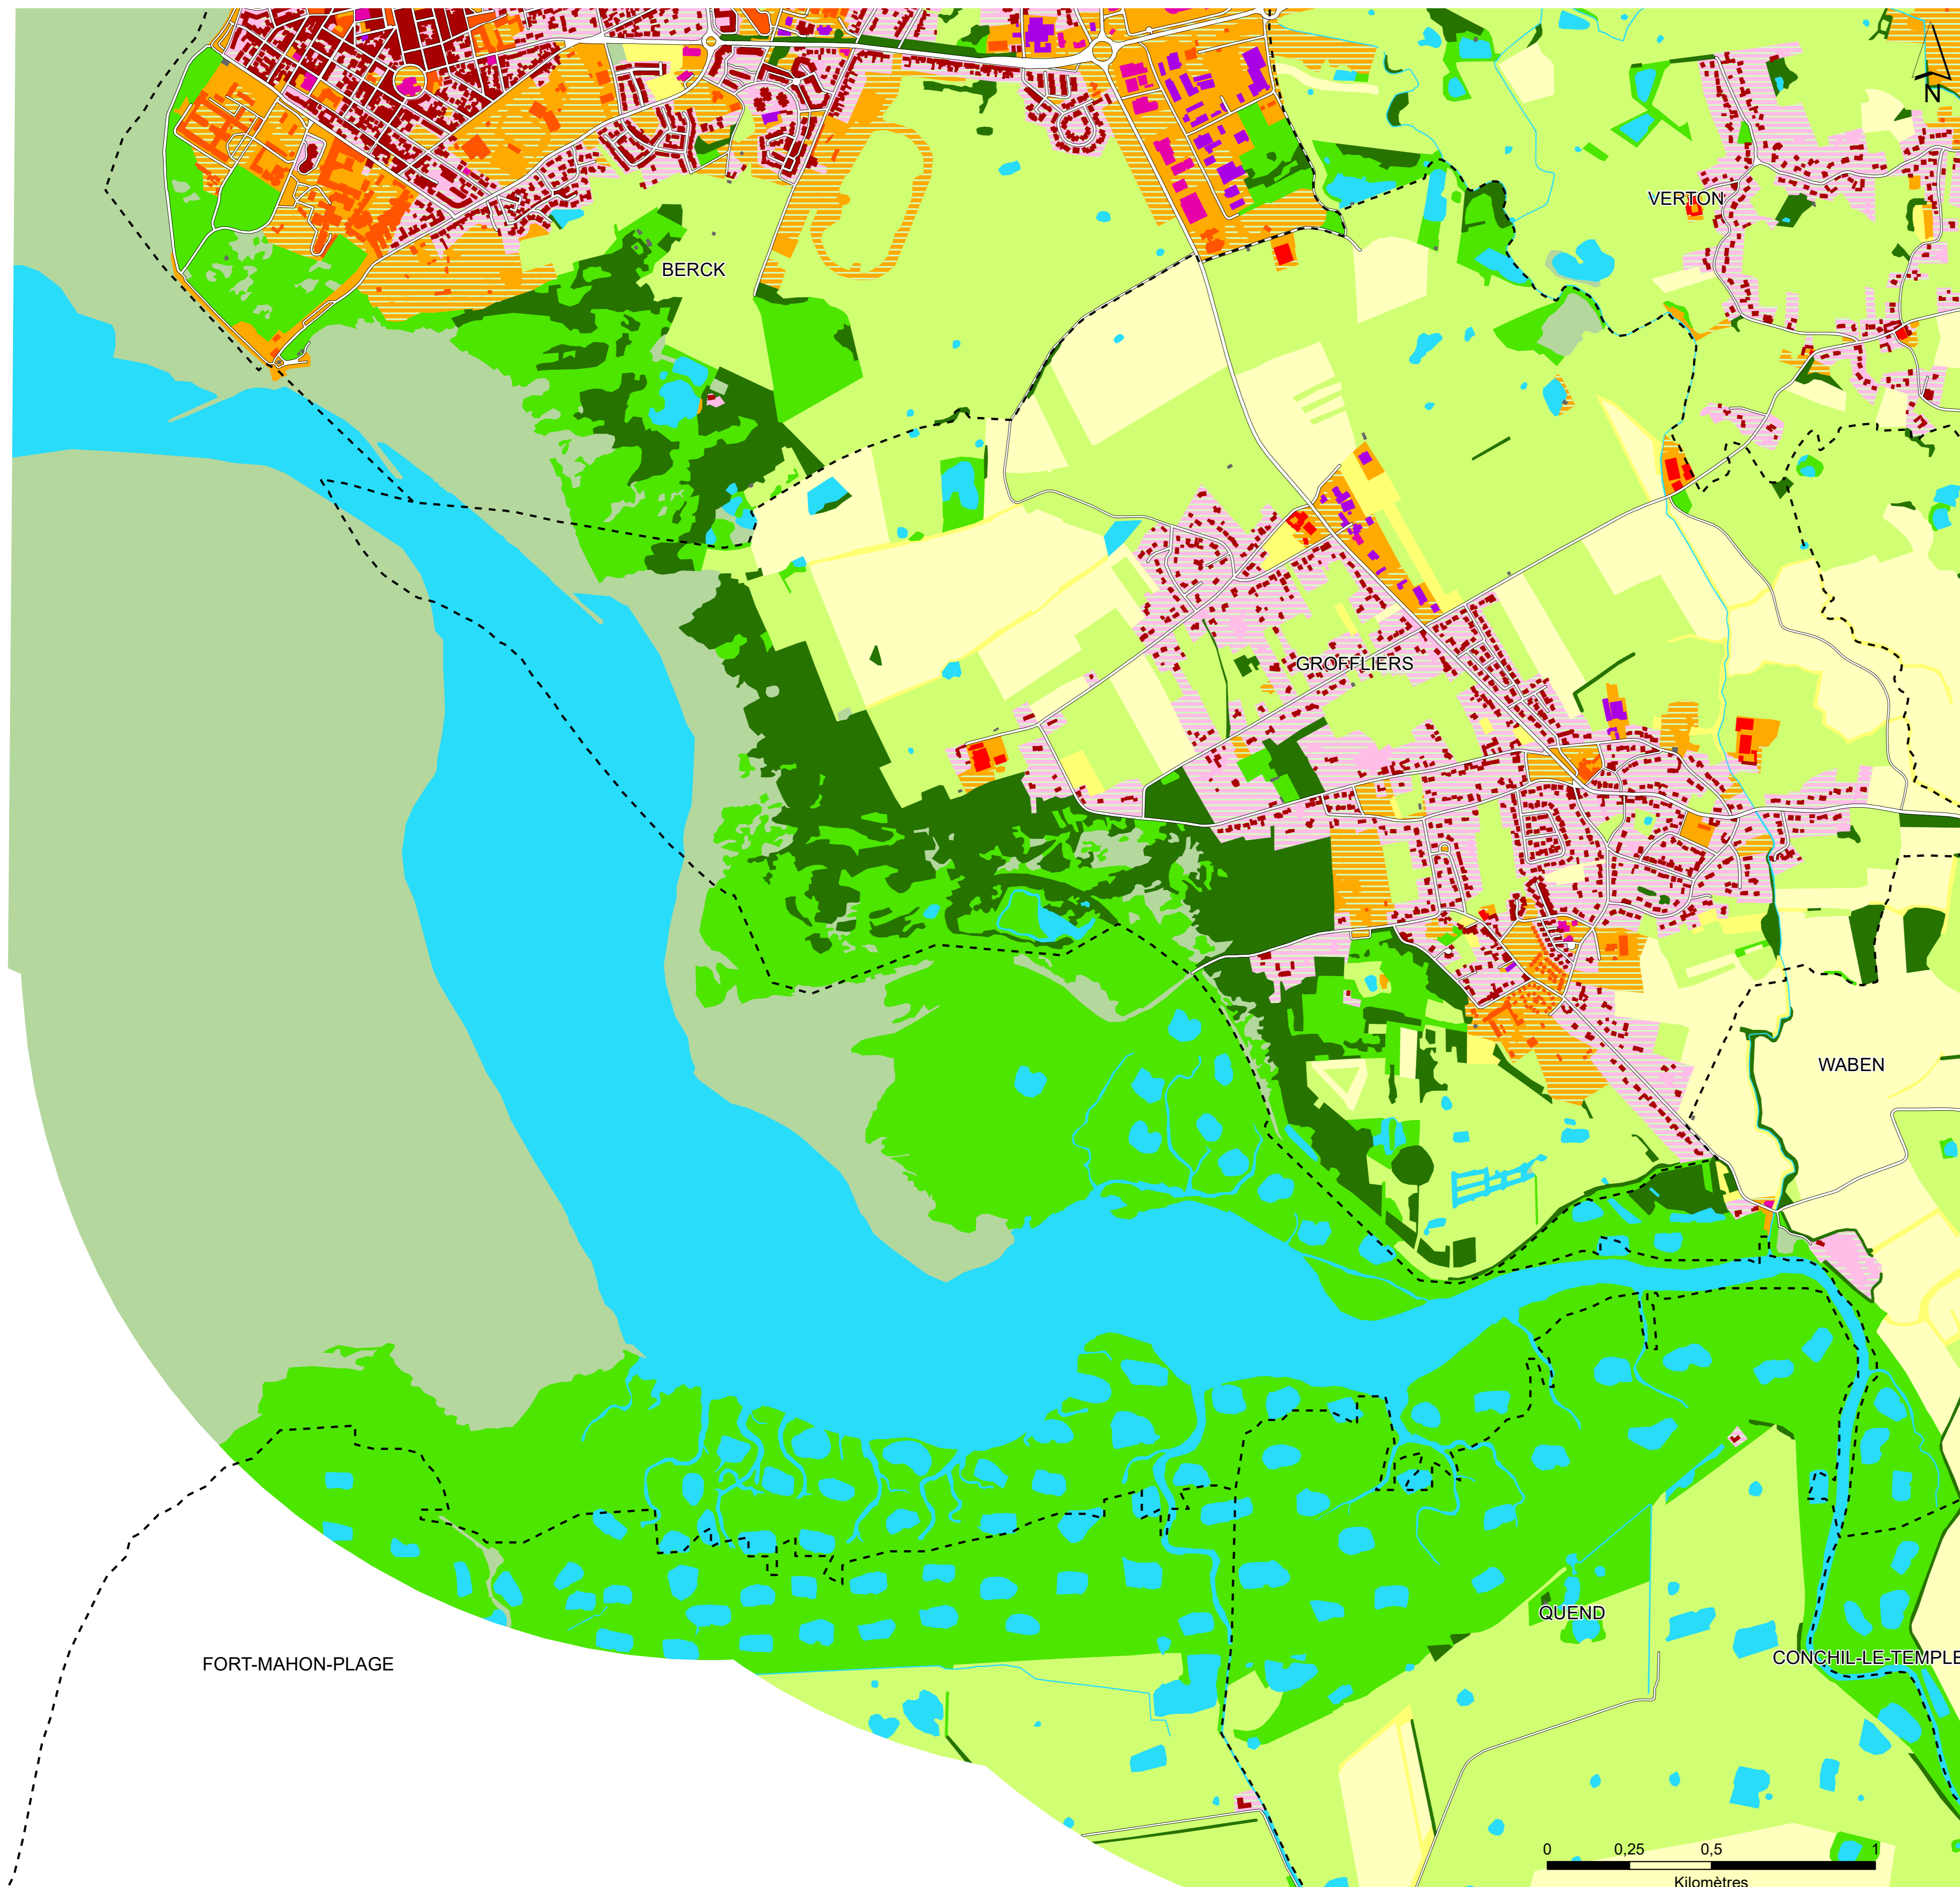 N
VERTON
BERCK
GROFFLIERS
WABEN
QUEND
CONCHIL-LE-TEMPLE
FORT-MAHON-PLAGE
0 0,25 0,5 1
Kilomètres